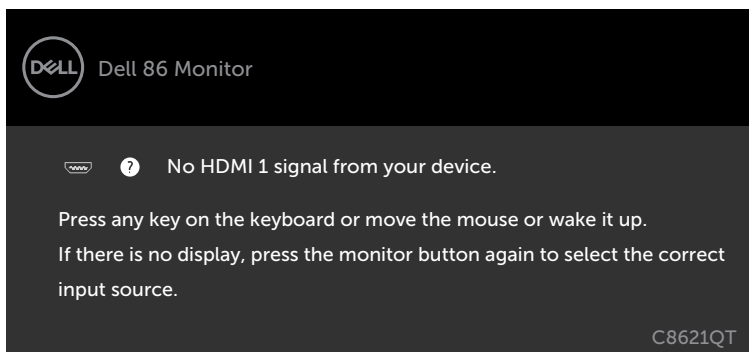 DELL
Dell 86 Monitor
? No HDMI 1 signal from your device.
Press any key on the keyboard or move the mouse or wake it up.
If there is no display, press the monitor button again to select the correct
input source.
C8621QT